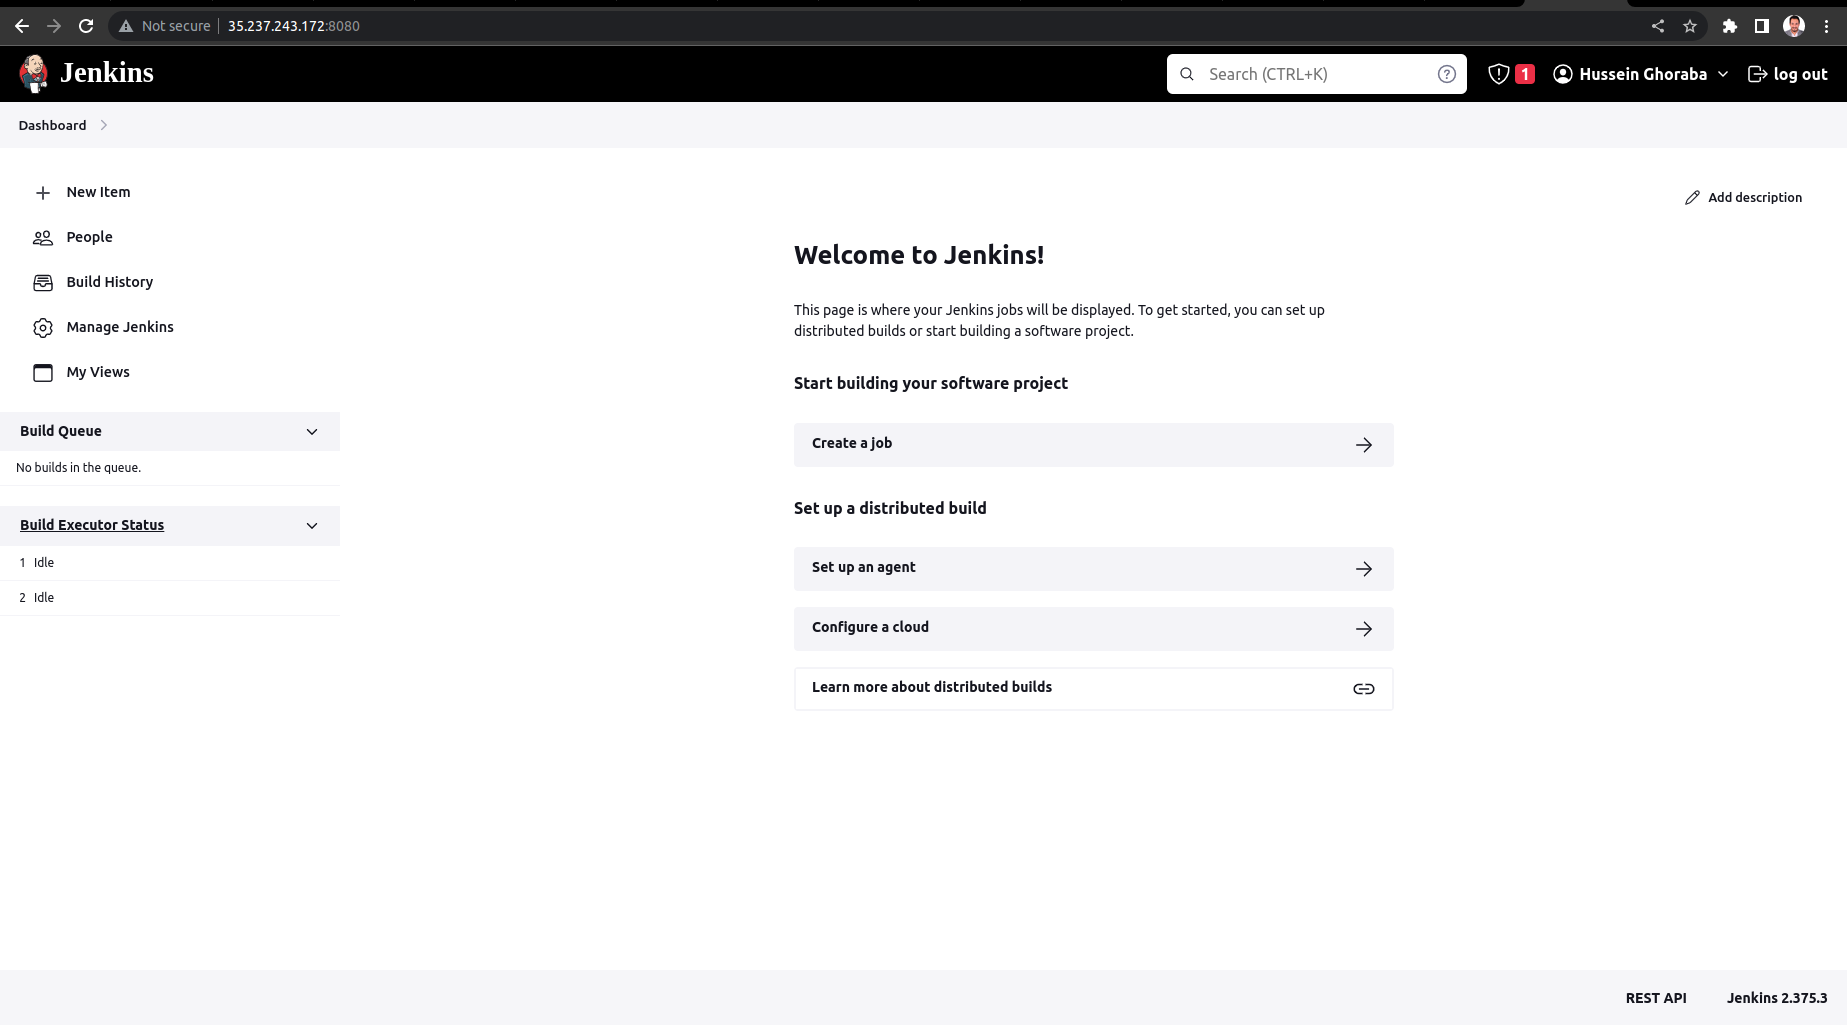 Not secure 35.237.243.172:8080
Jenkins
Search (CTRL+K)
?
1
Hussein Ghoraba
log out
Dashboard
New Item
People
Build History
Manage Jenkins
My Views
Build Queue
No builds in the queue.
Build Executor Status
1 Idle
2 Idle
Add description
Welcome to Jenkins!
This page is where your Jenkins jobs will be displayed. To get started, you can set up
distributed builds or start building a software project.
Start building your software project
Create a job
Set up a distributed build
Set up an agent
Configure a cloud
Learn more about distributed builds
REST API
Jenkins 2.375.3